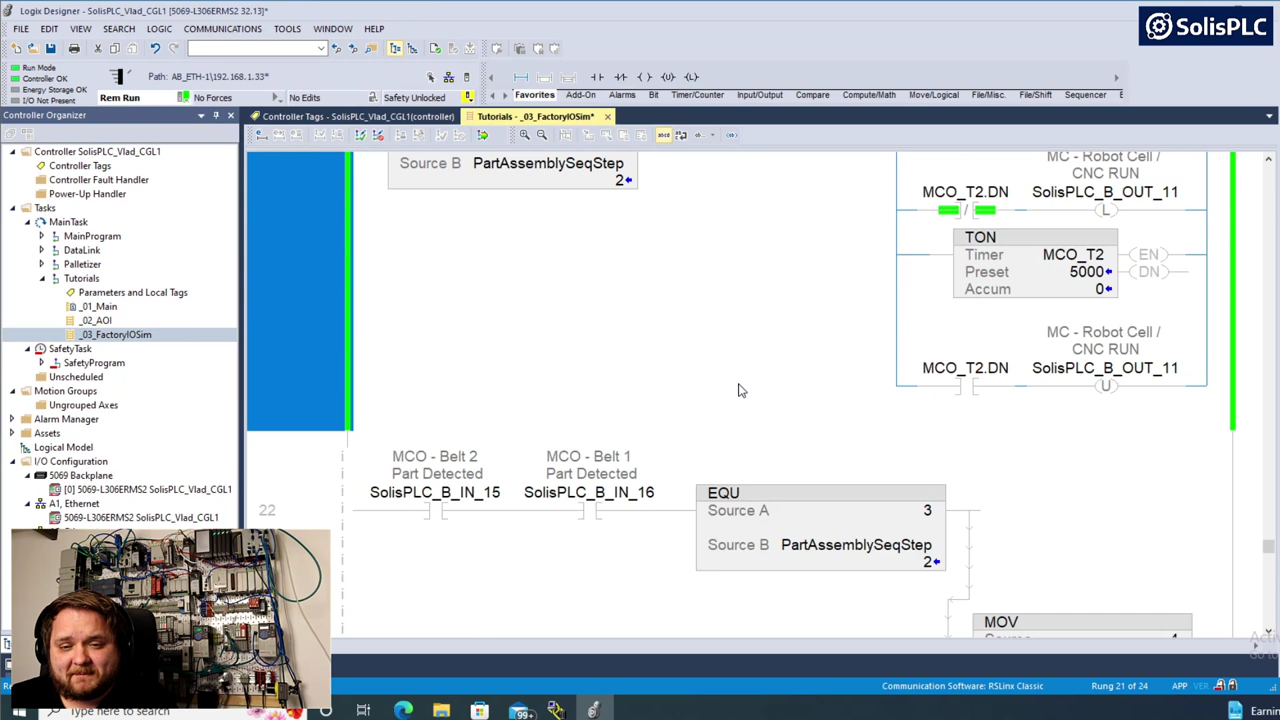 Logix Designer - SolisPLC_Vlad_CGL1 [5069-L306ERMS2 32.13]*
SolisPLC
FILE EDIT VIEW SEARCH LOGIC COMMUNICATIONS TOOLS WINDOW HELP
Run Mode
Controller OK
Energy Storage OK
I/O Not Present
Path: AB_ETH-1\192.168.1.33*
Rem Run
No Forces
No Edits
Safety Unlocked
Favorites Add-On Alarms Bit Timer/Counter Input/Output Compare Compute/Math Move/Logical File/Misc. File/Shift Sequencer
Controller Organizer
Controller Tags - SolisPLC_Vlad_CGL1(controller)
Tutorials - _03_FactoryIOSim*
Controller SolisPLC_Vlad_CGL1
Controller Tags
Controller Fault Handler
Power-Up Handler
Tasks
MainTask
MainProgram
DataLink
Palletizer
Tutorials
Parameters and Local Tags
_01_Main
_02_AOI
_03_FactoryIOSim
SafetyTask
SafetyProgram
Unscheduled
Motion Groups
Ungrouped Axes
Alarm Manager
Assets
Logical Model
I/O Configuration
5069 Backplane
[0] 5069-L306ERMS2 SolisPLC_Vlad_CGL1
A1, Ethernet
5069-L306ERMS2 SolisPLC_Vlad_CGL1
Source B PartAssemblySeqStep
2
MC - Robot Cell /
CNC RUN
MCO_T2.DN SolisPLC_B_OUT_11
L
TON
Timer MCO_T2
Preset 5000
Accum 0
EN
DN
MC - Robot Cell /
CNC RUN
MCO_T2.DN SolisPLC_B_OUT_11
U
22
MCO - Belt 2
Part Detected
SolisPLC_B_IN_15
MCO - Belt 1
Part Detected
SolisPLC_B_IN_16
EQU
Source A 3
Source B PartAssemblySeqStep
2
MOV
Communication Software: RSLinx Classic
Rung 21 of 24
APP VER
99+